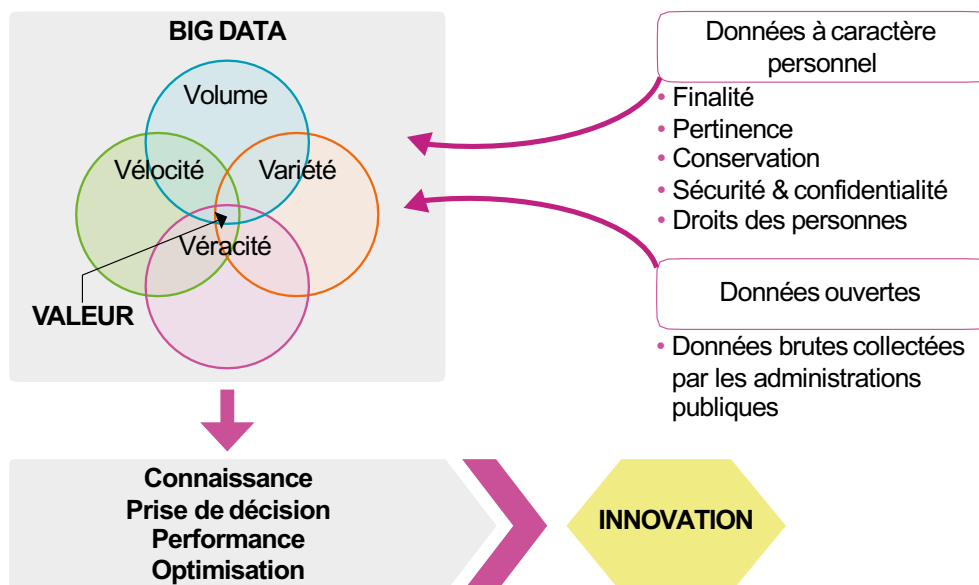 BIG DATA
Volume
Vélocité
Variété
Véracité
VALEUR
Données à caractère
personnel
• Finalité
• Pertinence
• Conservation
• Sécurité & confidentialité
• Droits des personnes
Données ouvertes
• Données brutes collectées
par les administrations
publiques
Connaissance
Prise de décision
Performance
Optimisation
INNOVATION